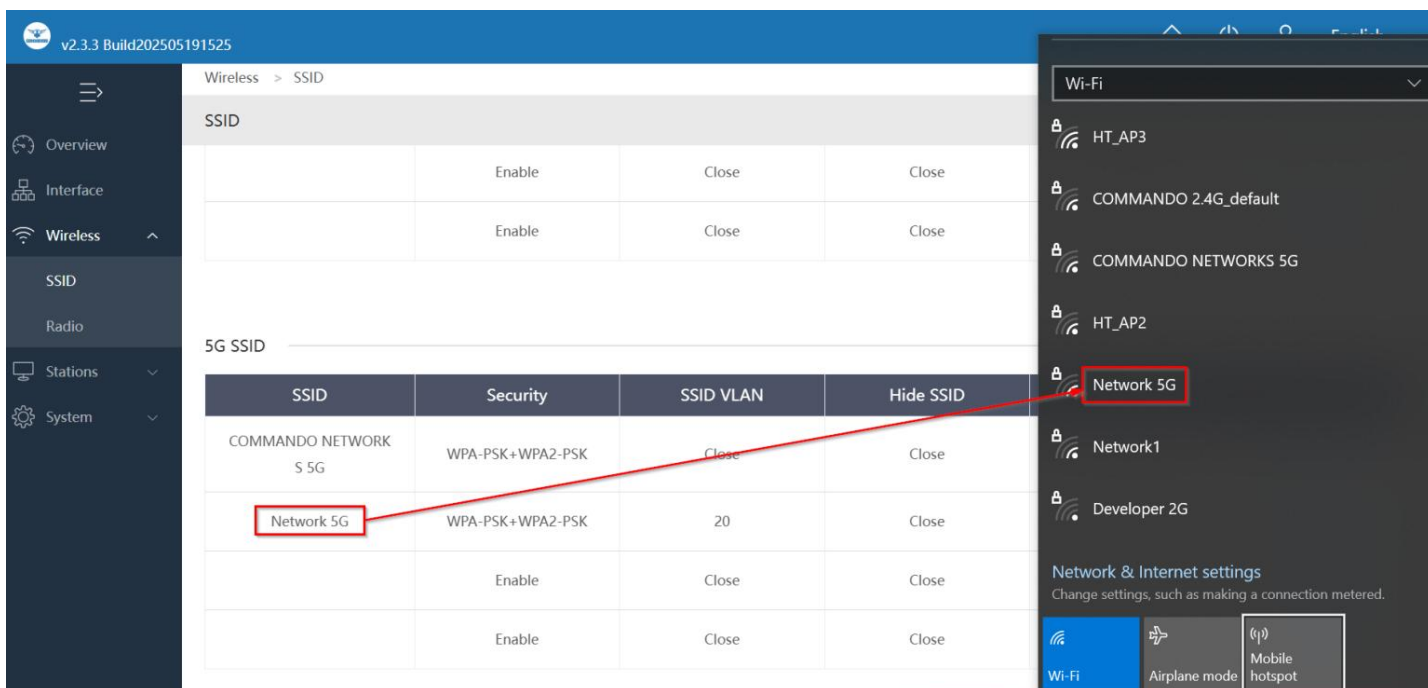 v2.3.3 Build202505191525
English
Wireless > SSID
SSID
Overview
Interface
Wireless
SSID
Radio
Stations
System
Enable Close Close
Enable Close Close
5G SSID
SSID Security SSID VLAN Hide SSID
COMMANDO NETWORK
S 5G
WPA-PSK+WPA2-PSK Close Close
Network 5G WPA-PSK+WPA2-PSK 20 Close
Enable Close Close
Enable Close Close
Wi-Fi
HT_AP3
COMMANDO 2.4G_default
COMMANDO NETWORKS 5G
HT_AP2
Network 5G
Network1
Developer 2G
Network & Internet settings
Change settings, such as making a connection metered.
Wi-Fi
Airplane mode
Mobile
hotspot